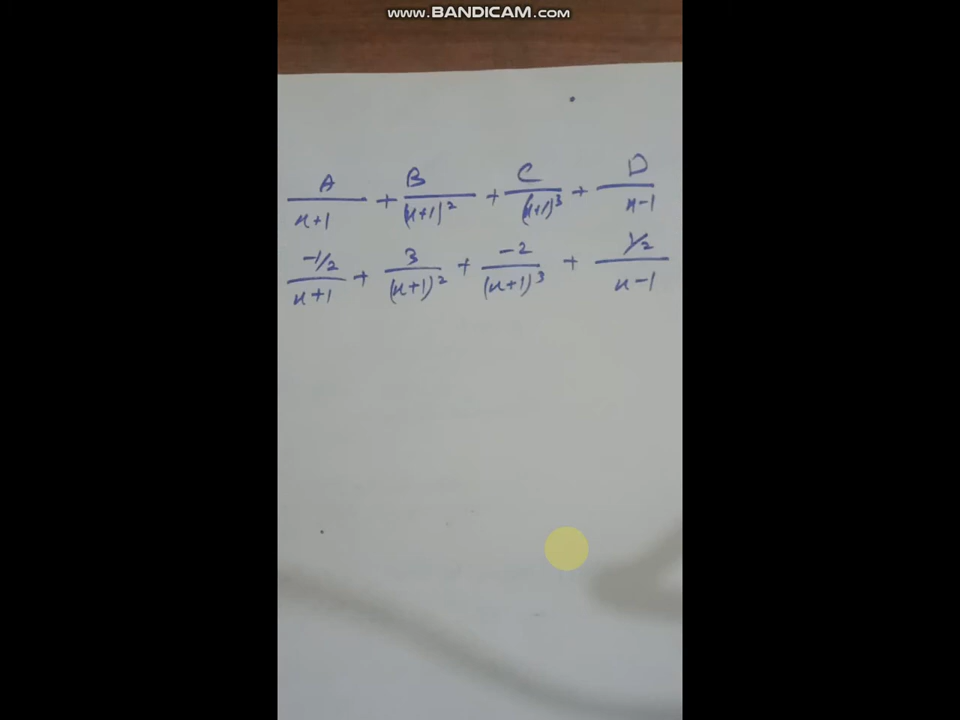 www.BANDICAM.com
A/(x+1) + B/(x+1)² + C/(x+1)³ + D/(x-1)
-1/2/(x+1) + 3/(x+1)² + -2/(x+1)³ + 1/2/(x-1)